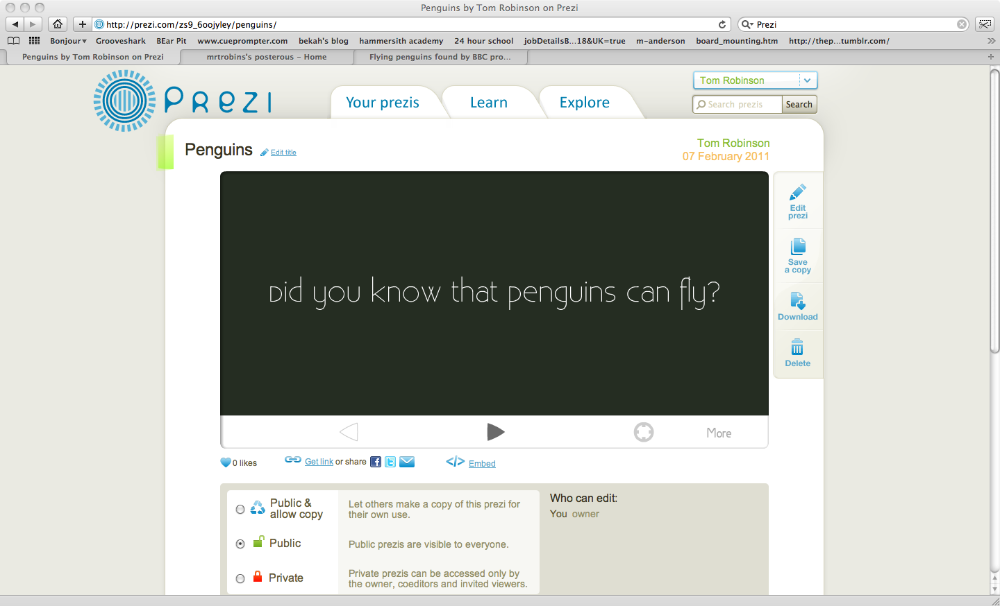 Penguins by Tom Robinson on Prezi
http://prezi.com/zs9_6oojyley/penguins/
Prezi
Bonjour
Grooveshark
BEar Pit
www.cueprompter.com
bekah's blog
hammersith academy
24 hour school
jobDetailsB...18&UK=true
m-anderson
board_mounting.htm
http://thep...tumblr.com/
Penguins by Tom Robinson on Prezi
mrtrobins's posterous - Home
Flying penguins found by BBC pro...
PREZI
Your prezis
Learn
Explore
Tom Robinson
Search prezis
Search
Penguins
Edit title
Tom Robinson
07 February 2011
Did you know that penguins can fly?
Edit
prezi
Save
a copy
Download
Delete
More
0 likes
Get link or share
Embed
Public &
allow copy
Let others make a copy of this prezi for
their own use.
Public
Public prezis are visible to everyone.
Private
Private prezis can be accessed only by
the owner, coeditors and invited viewers.
Who can edit:
You owner